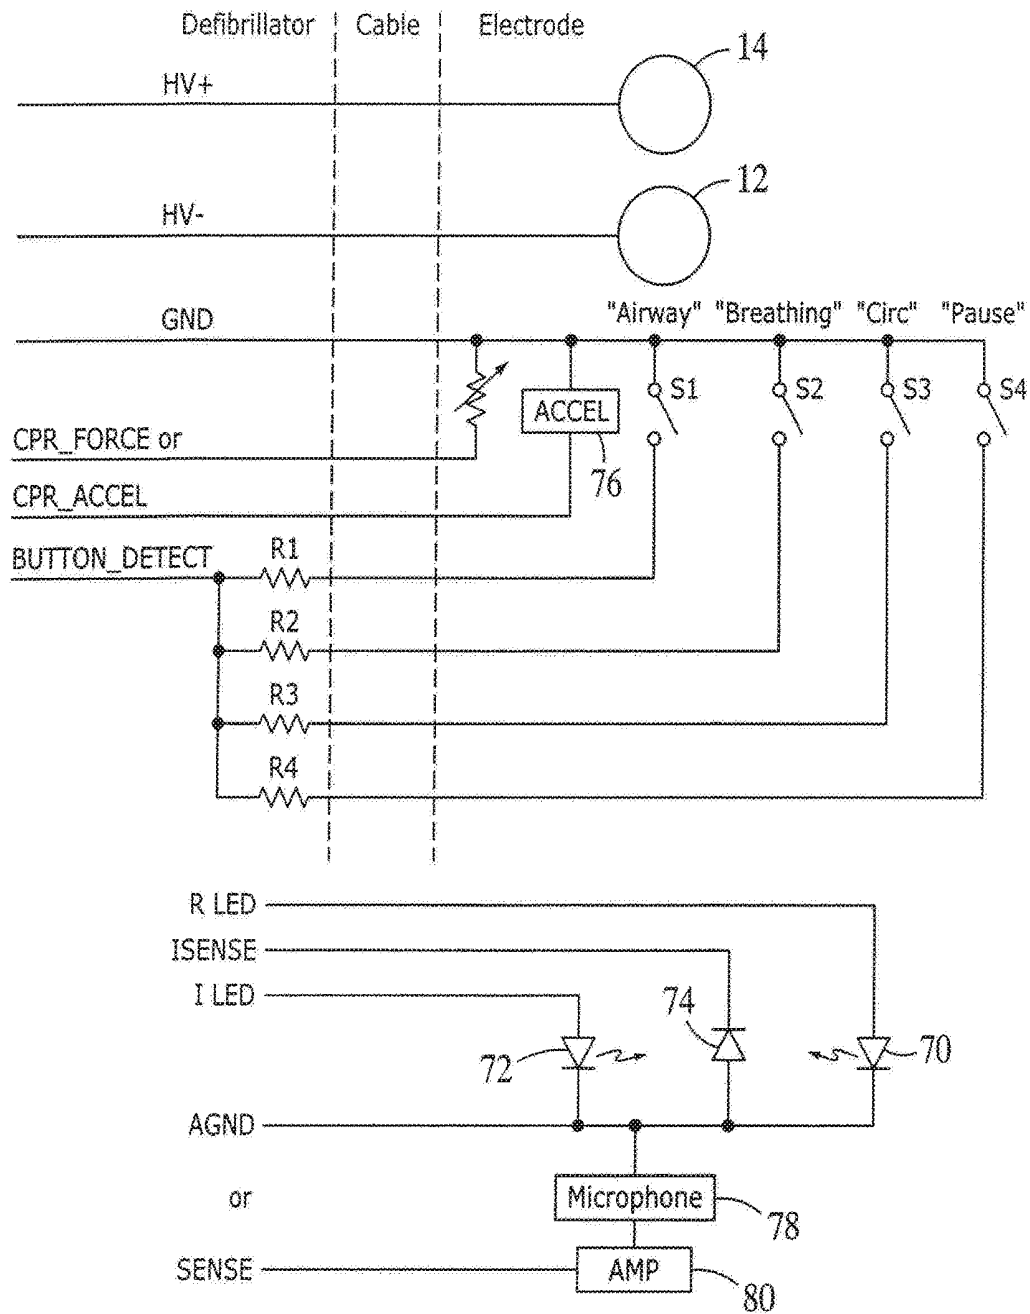 Defibrillator Cable Electrode
14
HV+
12
HV-
"Airway" "Breathing" "Circ" "Pause"
GND
S1 S2 S3 S4
ACCEL
CPR_FORCE or
76
CPR_ACCEL
R1
BUTTON_DETECT
R2
R3
R4
R LED
ISENSE
I LED
74
72
70
AGND
or
Microphone
78
SENSE
AMP
80